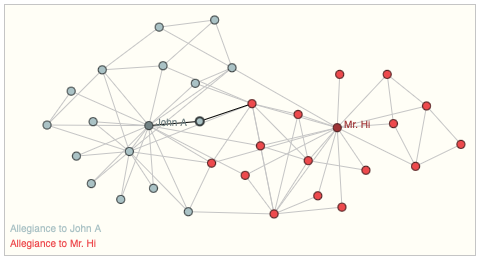 John A
Mr. Hi
Allegiance to John A
Allegiance to Mr. Hi